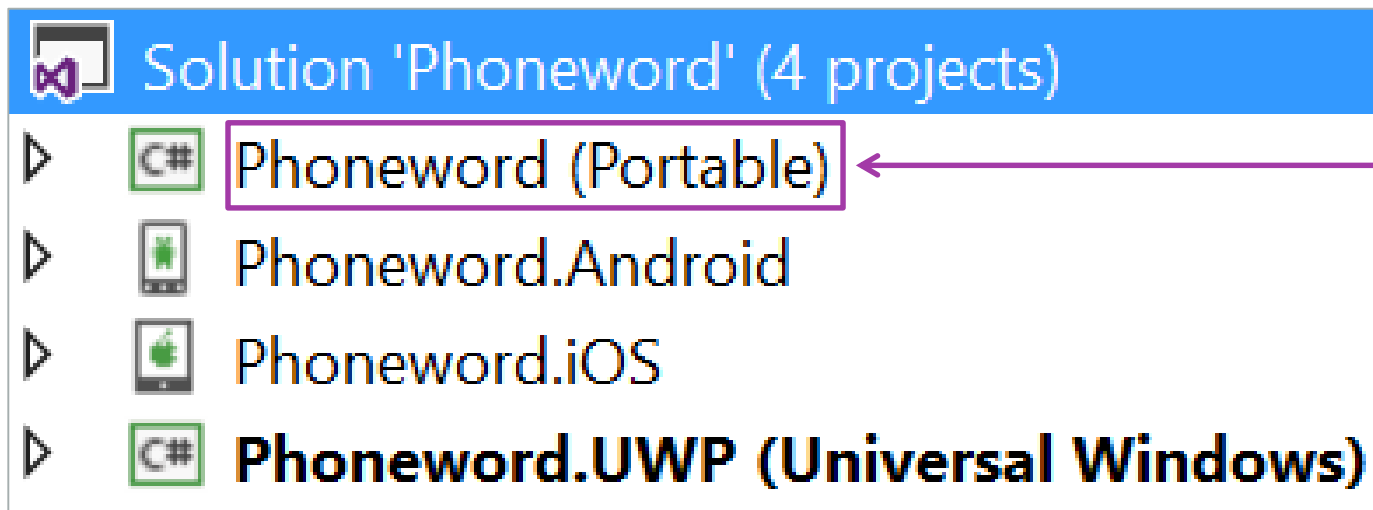 Solution 'Phoneword' (4 projects)
C# Phoneword (Portable)
Phoneword.Android
Phoneword.iOS
C# Phoneword.UWP (Universal Windows)